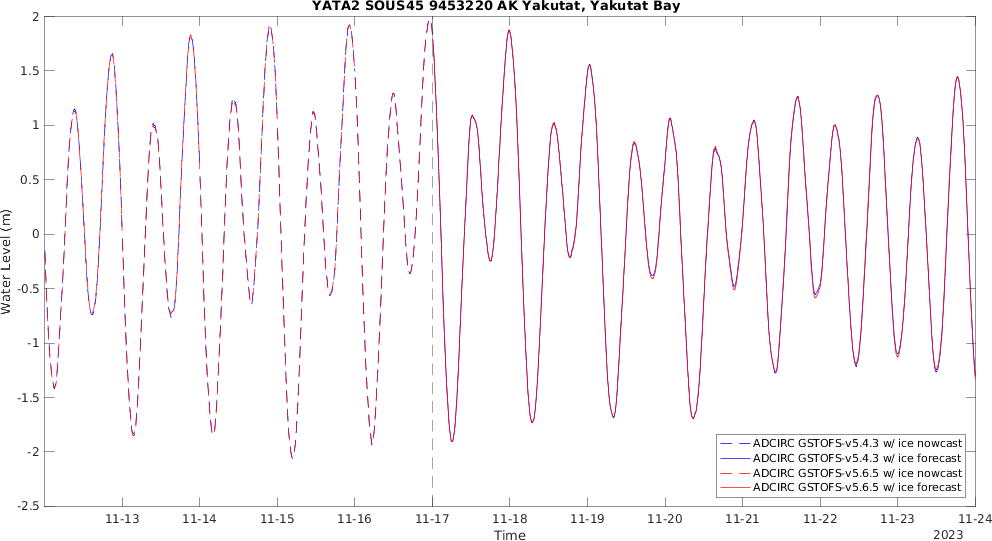 YATA2 SOUS45 9453220 AK Yakutat, Yakutat Bay
2
1.5
1
0.5
0
-0.5
-1
-1.5
-2
-2.5
Water Level (m)
ADCIRC GSTOFS-v5.4.3 w/ ice nowcast
ADCIRC GSTOFS-v5.4.3 w/ ice forecast
ADCIRC GSTOFS-v5.6.5 w/ ice nowcast
ADCIRC GSTOFS-v5.6.5 w/ ice forecast
11-13 11-14 11-15 11-16 11-17 11-18 11-19 11-20 11-21 11-22 11-23 11-24
Time
2023